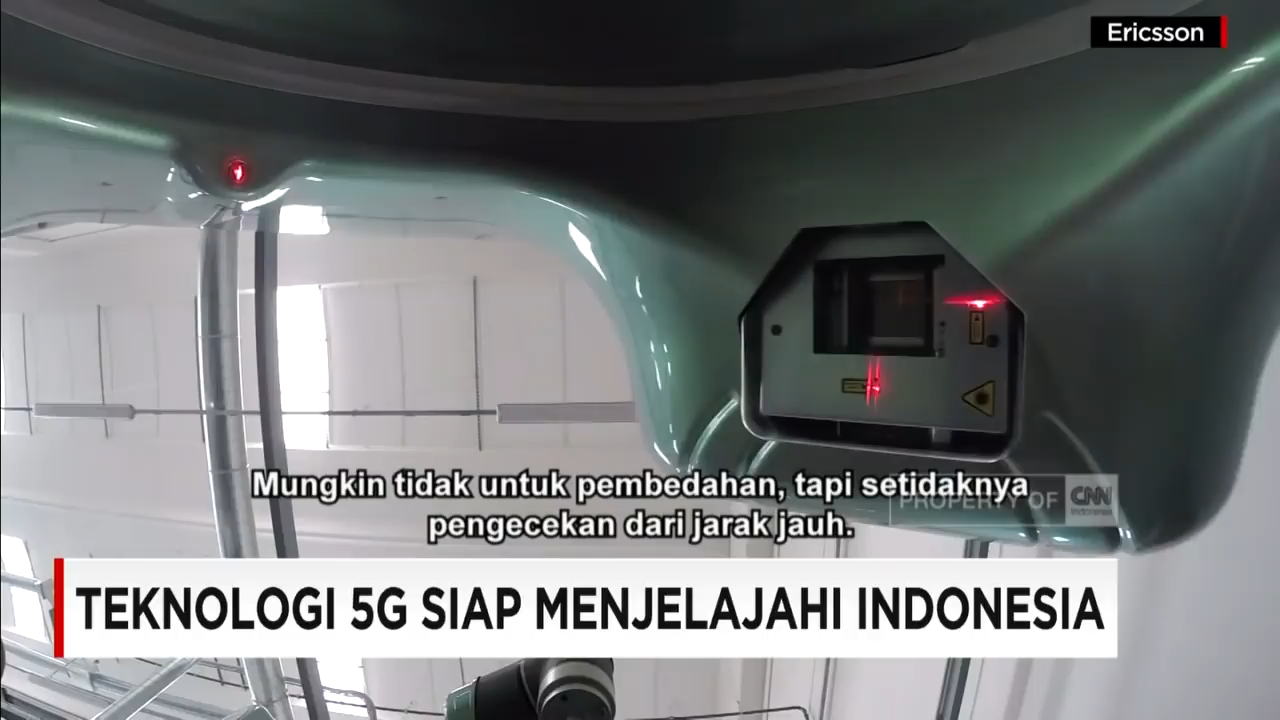 Ericsson
Mungkin tidak untuk pembedahan, tapi setidaknya
pengecekan dari jarak jauh.
PROPERTY OF CNN Indonesia
TEKNOLOGI 5G SIAP MENJELAJAHI INDONESIA